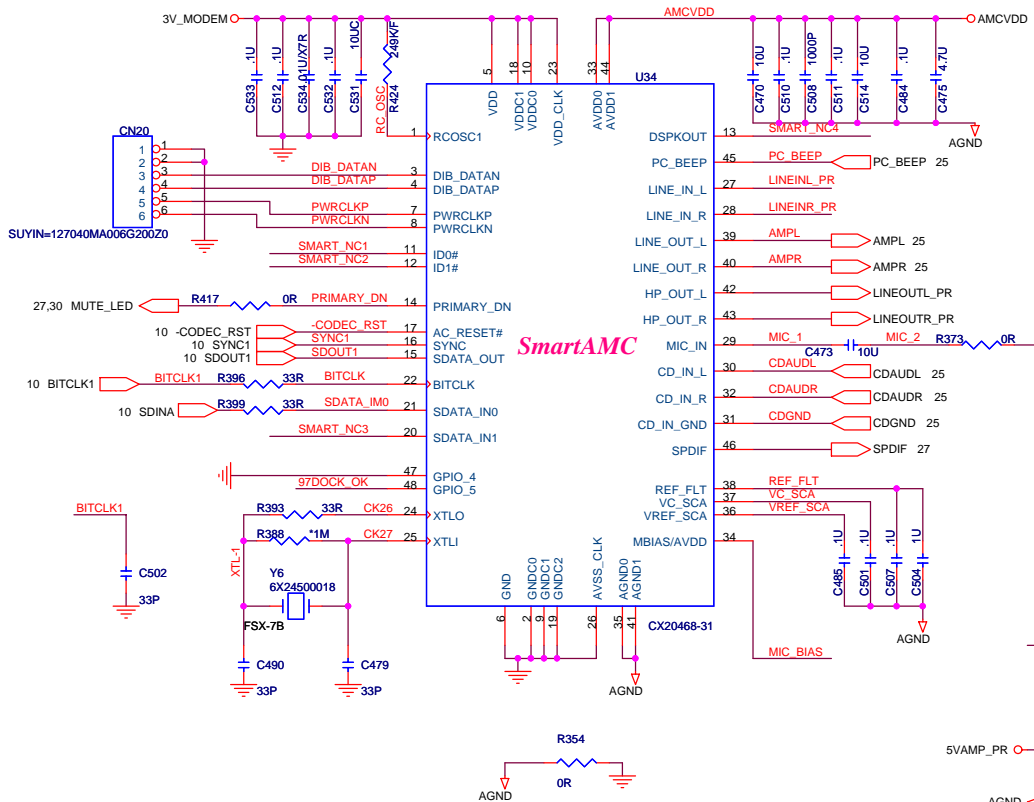 3V_MODEM
AMCVDD
AMCVDD
C533
.1U
C512
.1U
C534
.01U/X7R
C532
.1U
C531
10UC
R424
249K/F
RC_OSC
5
18
10
23
33
44
VDD
VDDC1
VDDC0
VDD_CLK
AVDD0
AVDD1
U34
C470
10U
C510
.1U
C508
1000P
C511
.1U
C514
10U
C484
.1U
C475
4.7U
AGND
CN20
1 1
2 2
3 3
4 4
5 5
6 6
SUYIN=127040MA006G200Z0
1 RCOSC1
DIB_DATAN 3 DIB_DATAN
DIB_DATAP 4 DIB_DATAP
PWRCLKP 7 PWRCLKP
PWRCLKN 8 PWRCLKN
SMART_NC1 11 ID0#
SMART_NC2 12 ID1#
27,30 MUTE_LED R417 0R PRIMARY_DN 14 PRIMARY_DN
10 -CODEC_RST -CODEC_RST 17 AC_RESET#
10 SYNC1 SYNC1 16 SYNC
10 SDOUT1 SDOUT1 15 SDATA_OUT
10 BITCLK1 BITCLK1 R396 33R BITCLK 22 BITCLK
10 SDINA R399 33R SDATA_IM0 21 SDATA_IN0
SMART_NC3 20 SDATA_IN1
47 GPIO_4
97DOCK_OK 48 GPIO_5
R393 33R CK26 24 XTLO
R388 *1M CK27 25 XTLI
SmartAMC
DSPKOUT 13 SMART_NC4
PC_BEEP 45 PC_BEEP PC_BEEP 25
LINE_IN_L 27 LINEINL_PR
LINE_IN_R 28 LINEINR_PR
LINE_OUT_L 39 AMPL AMPL 25
LINE_OUT_R 40 AMPR AMPR 25
HP_OUT_L 42 LINEOUTL_PR
HP_OUT_R 43 LINEOUTR_PR
MIC_IN 29 MIC_1 C473 10U MIC_2 R373 0R
CD_IN_L 30 CDAUDL CDAUDL 25
CD_IN_R 32 CDAUDR CDAUDR 25
CD_IN_GND 31 CDGND CDGND 25
SPDIF 46 SPDIF 27
REF_FLT 38 REF_FLT
VC_SCA 37 VC_SCA
VREF_SCA 36 VREF_SCA
MBIAS/AVDD 34
C485
.1U
C501
.1U
C507
.1U
C504
.1U
AGND
BITCLK1
C502
33P
XTL-1
Y6
6X24500018
FSX-7B
C490
33P
C479
33P
GND
GNDC0
GNDC1
GNDC2
AVSS_CLK
AGND0
AGND1
6
2
9
19
26
35
41
CX20468-31
MIC_BIAS
AGND
R354
0R
AGND
5VAMP_PR
AGND